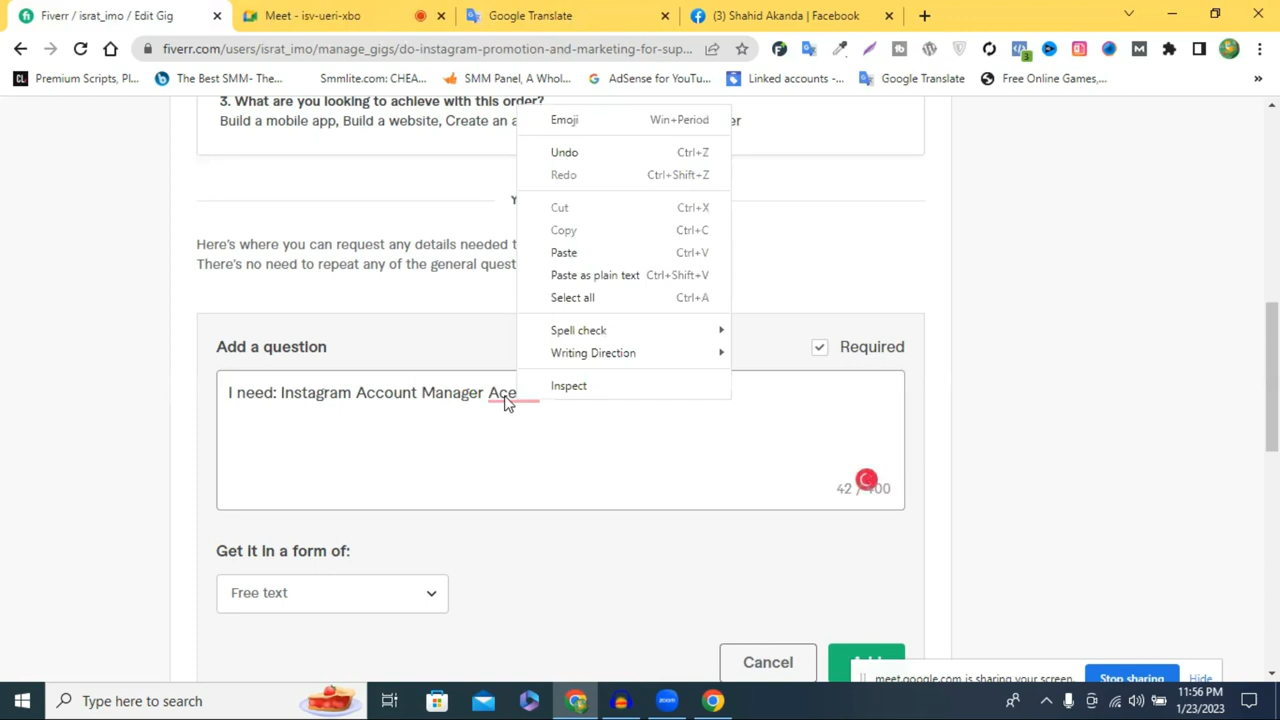 Fiverr / israt_imo / Edit Gig
Meet - isv-ueri-xbo
Google Translate
(3) Shahid Akanda | Facebook
fiverr.com/users/israt_imo/manage_gigs/do-instagram-promotion-and-marketing-for-sup...
3
Premium Scripts, Pl...
The Best SMM- The...
Smmlite.com: CHEA...
SMM Panel, A Whol...
AdSense for YouTu...
Linked accounts -...
Google Translate
Free Online Games,...
3. What are you looking to achieve with this order?
Build a mobile app, Build a website, Create an a
er
Emoji Win+Period
Undo Ctrl+Z
Redo Ctrl+Shift+Z
Cut Ctrl+X
Copy Ctrl+C
Paste Ctrl+V
Paste as plain text Ctrl+Shift+V
Select all Ctrl+A
Spell check
Writing Direction
Inspect
Here's where you can request any details needed t
There's no need to repeat any of the general quest
Add a question
Required
I need: Instagram Account Manager Ace
42 / 400
Get it in a form of:
Free text
Cancel
meet.google.com is sharing your screen.
Stop sharing
Hide
Type here to search
zoom
11:56 PM
1/23/2023